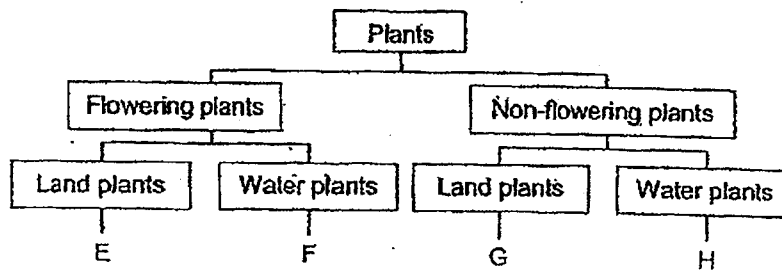 Plants
Flowering plants
Non-flowering plants
Land plants
Water plants
Land plants
Water plants
E
F
G
H